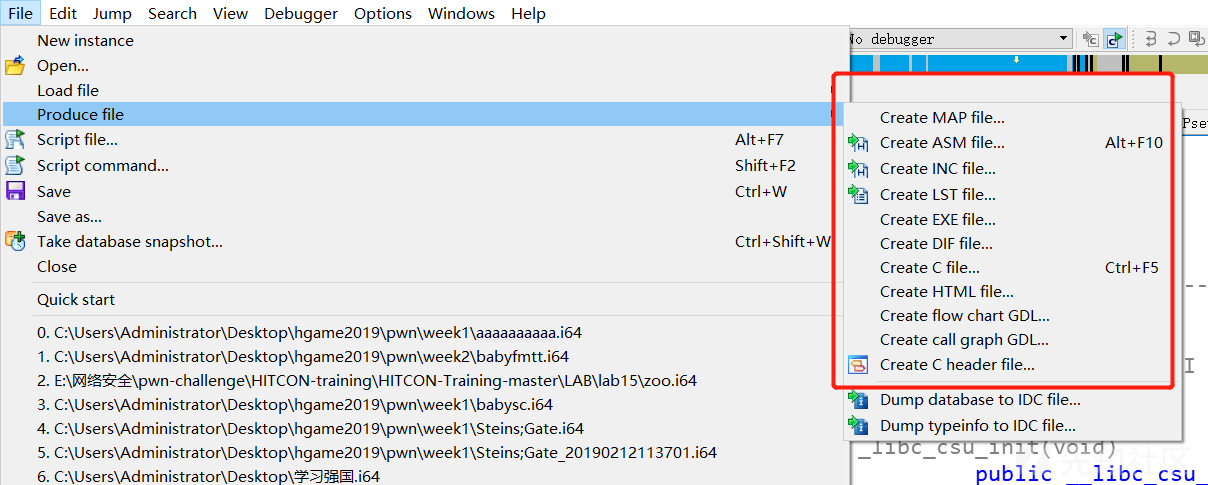 File Edit Jump Search View Debugger Options Windows Help
New instance
Open...
Load file
Produce file
Script file... Alt+F7
Script command... Shift+F2
Save Ctrl+W
Save as...
Take database snapshot... Ctrl+Shift+W
Close
Quick start
0. C:\Users\Administrator\Desktop\hgame2019\pwn\week1\aaaaaaaaaa.i64
1. C:\Users\Administrator\Desktop\hgame2019\pwn\week2\babyfmtt.i64
2. E:\网络安全\pwn-challenge\HITCON-training\HITCON-Training-master\LAB\lab15\zoo.i64
3. C:\Users\Administrator\Desktop\hgame2019\pwn\week1\babysc.i64
4. C:\Users\Administrator\Desktop\hgame2019\pwn\week1\Steins;Gate.i64
5. C:\Users\Administrator\Desktop\hgame2019\pwn\week1\Steins;Gate_20190212113701.i64
6. C:\Users\Administrator\Desktop\学习强国.i64
No debugger
Create MAP file...
Create ASM file... Alt+F10
Create INC file...
Create LST file...
Create EXE file...
Create DIF file...
Create C file... Ctrl+F5
Create HTML file...
Create flow chart GDL...
Create call graph GDL...
Create C header file...
Dump database to IDC file...
Dump typeinfo to IDC file...
Pse
_libc_csu_init(void)
public __libc_csu_
先知社区